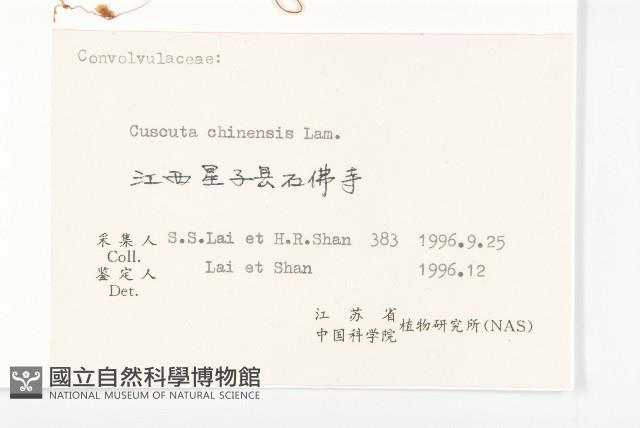 Convolvulaceae:
Cuscuta chinensis Lam.
江西星子县石佛寺
采集人 S.S.Lai et H.R.Shan 383 1996.9.25
Coll.
鉴定人 Lai et Shan 1996.12
Det.
江苏省
中国科学院 植物研究所(NAS)
國立自然科學博物館
NATIONAL MUSEUM OF NATURAL SCIENCE